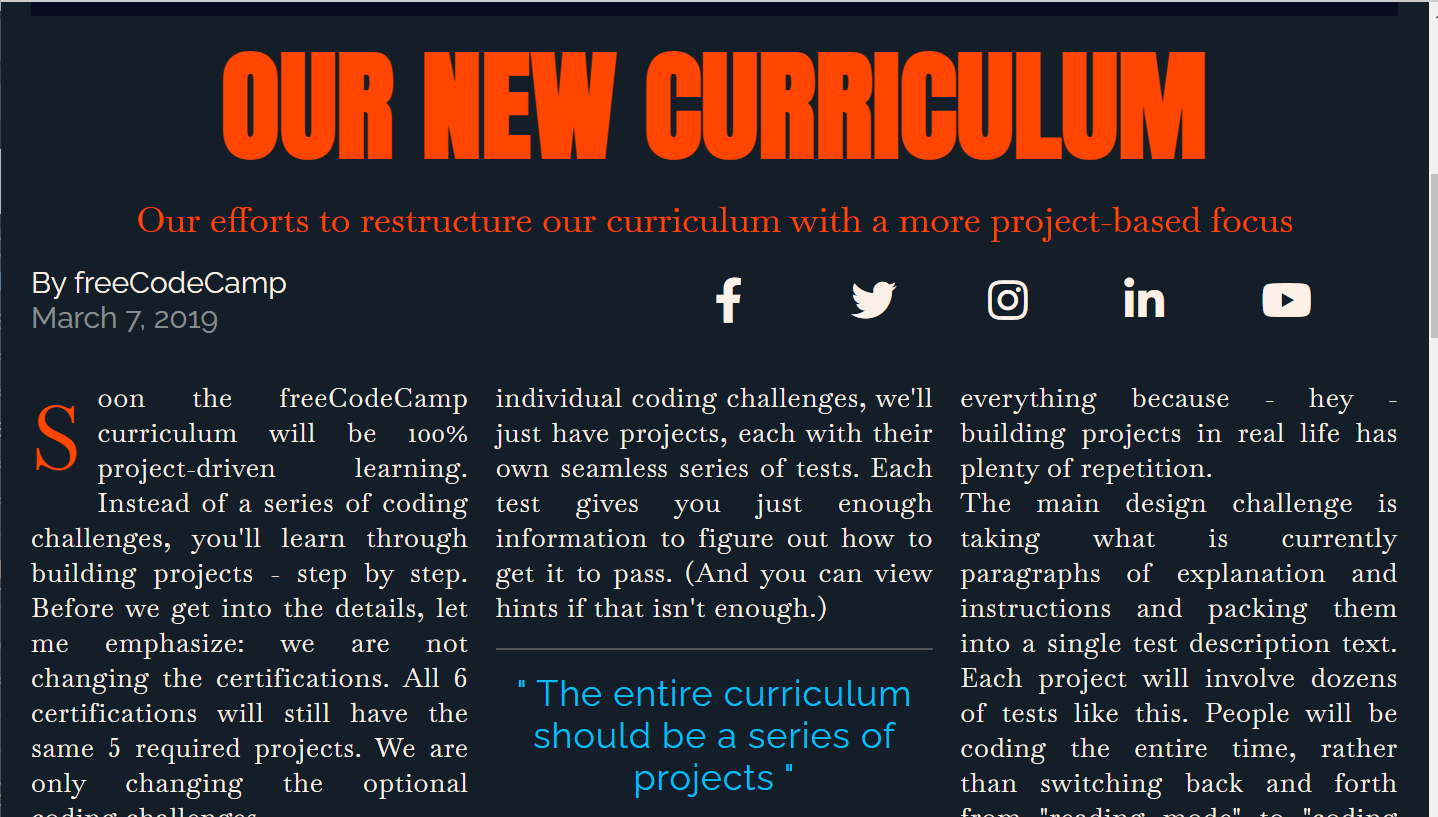 OUR NEW CURRICULUM
Our efforts to restructure our curriculum with a more project-based focus
By freeCodeCamp
March 7, 2019
Soon the freeCodeCamp
curriculum will be 100%
project-driven learning.
Instead of a series of coding
challenges, you'll learn through
building projects - step by step.
Before we get into the details, let
me emphasize: we are not
changing the certifications. All 6
certifications will still have the
same 5 required projects. We are
only changing the optional
coding challenges.
individual coding challenges, we'll
just have projects, each with their
own seamless series of tests. Each
test gives you just enough
information to figure out how to
get it to pass. (And you can view
hints if that isn't enough.)
" The entire curriculum
should be a series of
projects "
everything because - hey -
building projects in real life has
plenty of repetition.
The main design challenge is
taking what is currently
paragraphs of explanation and
instructions and packing them
into a single test description text.
Each project will involve dozens
of tests like this. People will be
coding the entire time, rather
than switching back and forth
from "reading mode" to "coding